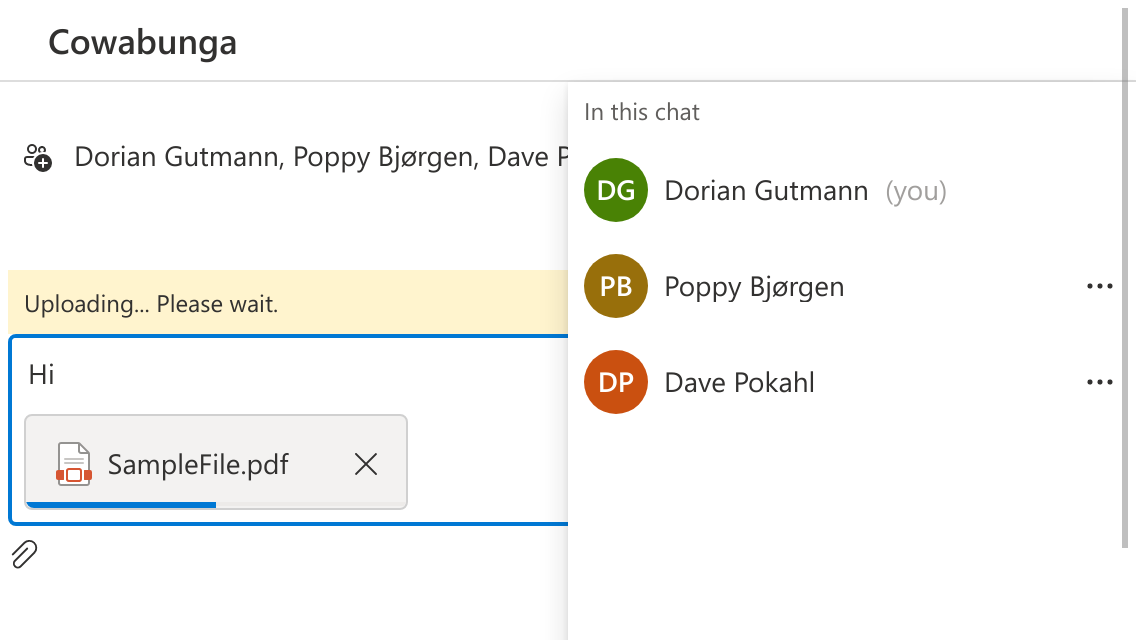 Cowabunga
Dorian Gutmann, Poppy Bjørgen, Dave P
Uploading... Please wait.
Hi
SampleFile.pdf
In this chat
DG Dorian Gutmann (you)
PB Poppy Bjørgen
DP Dave Pokahl